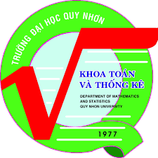 TRƯỜNG ĐẠI HỌC QUY NHƠN
KHOA TOÁN
VÀ THỐNG KÊ
DEPARTMENT OF MATHEMATICS
AND STATISTICS
QUY NHON UNIVERSITY
1977